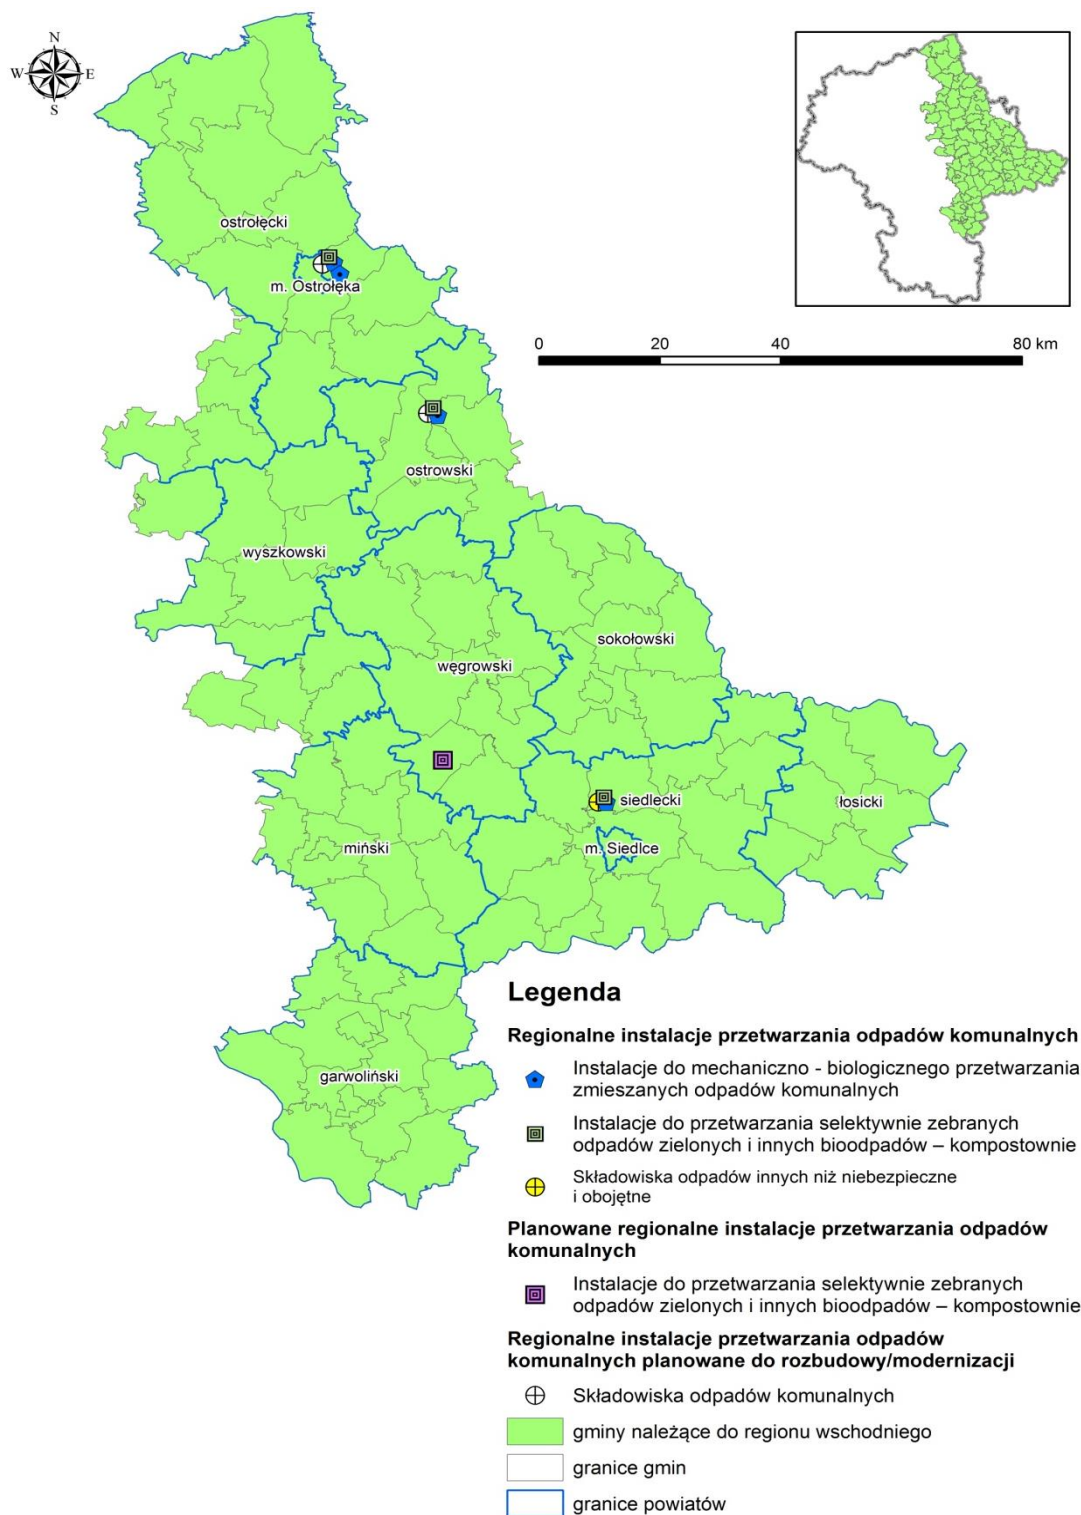 N
W E
S
0 20 40 80 km
ostrołęcki
m. Ostrołęka
ostrowski
wyszkowski
sokołowski
węgrowski
siedlecki
łosicki
miński
m. Siedlce
garwoliński
Legenda
Regionalne instalacje przetwarzania odpadów komunalnych
Instalacje do mechaniczno - biologicznego przetwarzania
zmieszanych odpadów komunalnych
Instalacje do przetwarzania selektywnie zebranych
odpadów zielonych i innych bioodpadów – kompostownie
Składowiska odpadów innych niż niebezpieczne
i obojętne
Planowane regionalne instalacje przetwarzania odpadów
komunalnych
Instalacje do przetwarzania selektywnie zebranych
odpadów zielonych i innych bioodpadów – kompostownie
Regionalne instalacje przetwarzania odpadów
komunalnych planowane do rozbudowy/modernizacji
Składowiska odpadów komunalnych
gminy należące do regionu wschodniego
granice gmin
granice powiatów